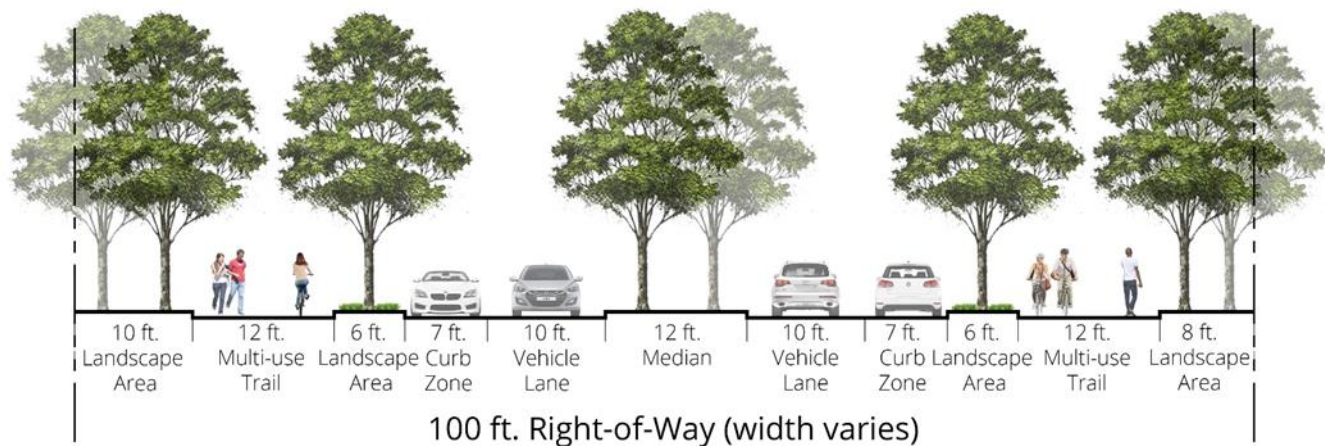 10 ft. 12 ft. 6 ft. 7 ft. 10 ft. 12 ft. 10 ft. 7 ft. 6 ft. 12 ft. 8 ft.
Landscape Multi-use Landscape Curb Vehicle Median Vehicle Curb Landscape Multi-use Landscape
Area Trail Area Zone Lane Lane Zone Area Trail Area
100 ft. Right-of-Way (width varies)